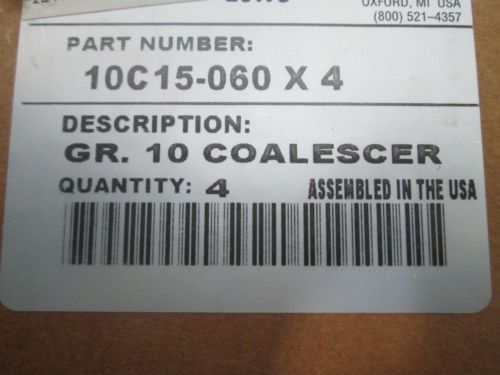 OXFORD, MI USA
(800) 521-4357
PART NUMBER:
10C15-060 X 4
DESCRIPTION:
GR. 10 COALESCER
QUANTITY: 4 ASSEMBLED IN THE USA